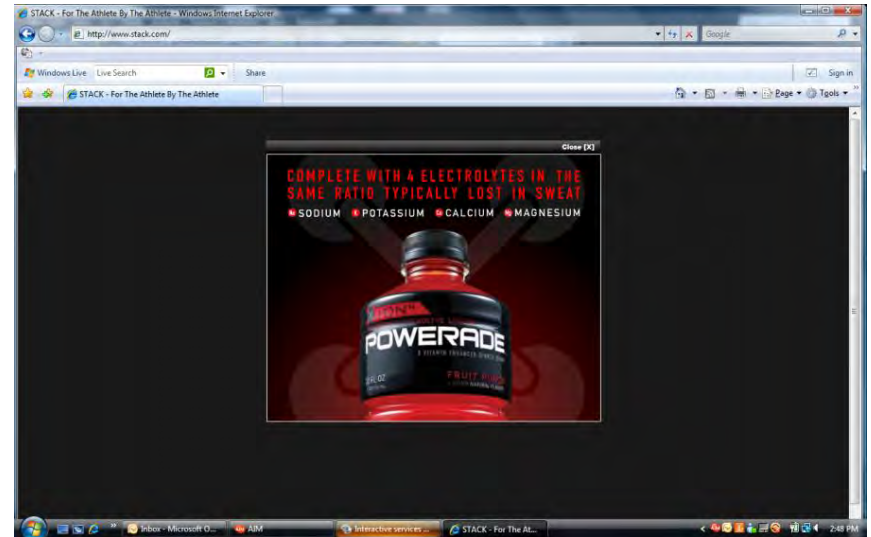 STACK - For The Athlete By The Athlete - Windows Internet Explorer
http://www.stack.com/
Google
Windows Live Live Search Share Sign in
STACK - For The Athlete By The Athlete Page Tools
Close [X]
COMPLETE WITH 4 ELECTROLYTES IN THE
SAME RATIO TYPICALLY LOST IN SWEAT
SODIUM POTASSIUM CALCIUM MAGNESIUM
ION4
POWERADE
FRUIT PUNCH
Inbox - Microsoft O... AIM Interactive services ... STACK - For The At... 2:48 PM